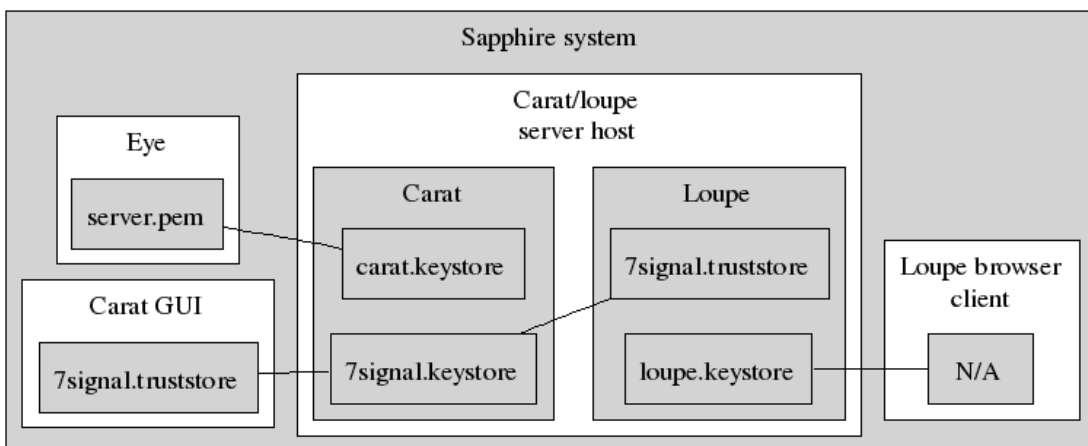 Sapphire system
Carat/loupe
server host
Eye
server.pem
Carat
carat.keystore
7signal.keystore
Loupe
7signal.truststore
loupe.keystore
Carat GUI
7signal.truststore
Loupe browser
client
N/A